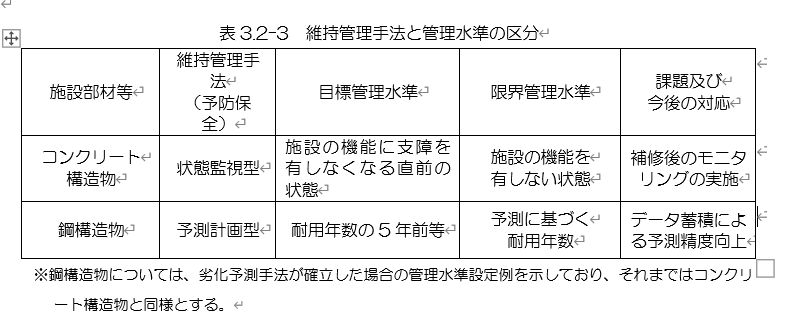 表 3.2-3　維持管理手法と管理水準の区分
施設部材等
維持管理手
法
（予防保
全）
目標管理水準
限界管理水準
課題及び
今後の対応
コンクリート
構造物
状態監視型
施設の機能に支障を
有しなくなる直前の
状態
施設の機能を
有しない状態
補修後のモニタ
リングの実施
鋼構造物
予測計画型
耐用年数の 5 年前等
予測に基づく
耐用年数
データ蓄積によ
る予測精度向上
※鋼構造物については、劣化予測手法が確立した場合の管理水準設定例を示しており、それまではコンクリ
ート構造物と同様とする。